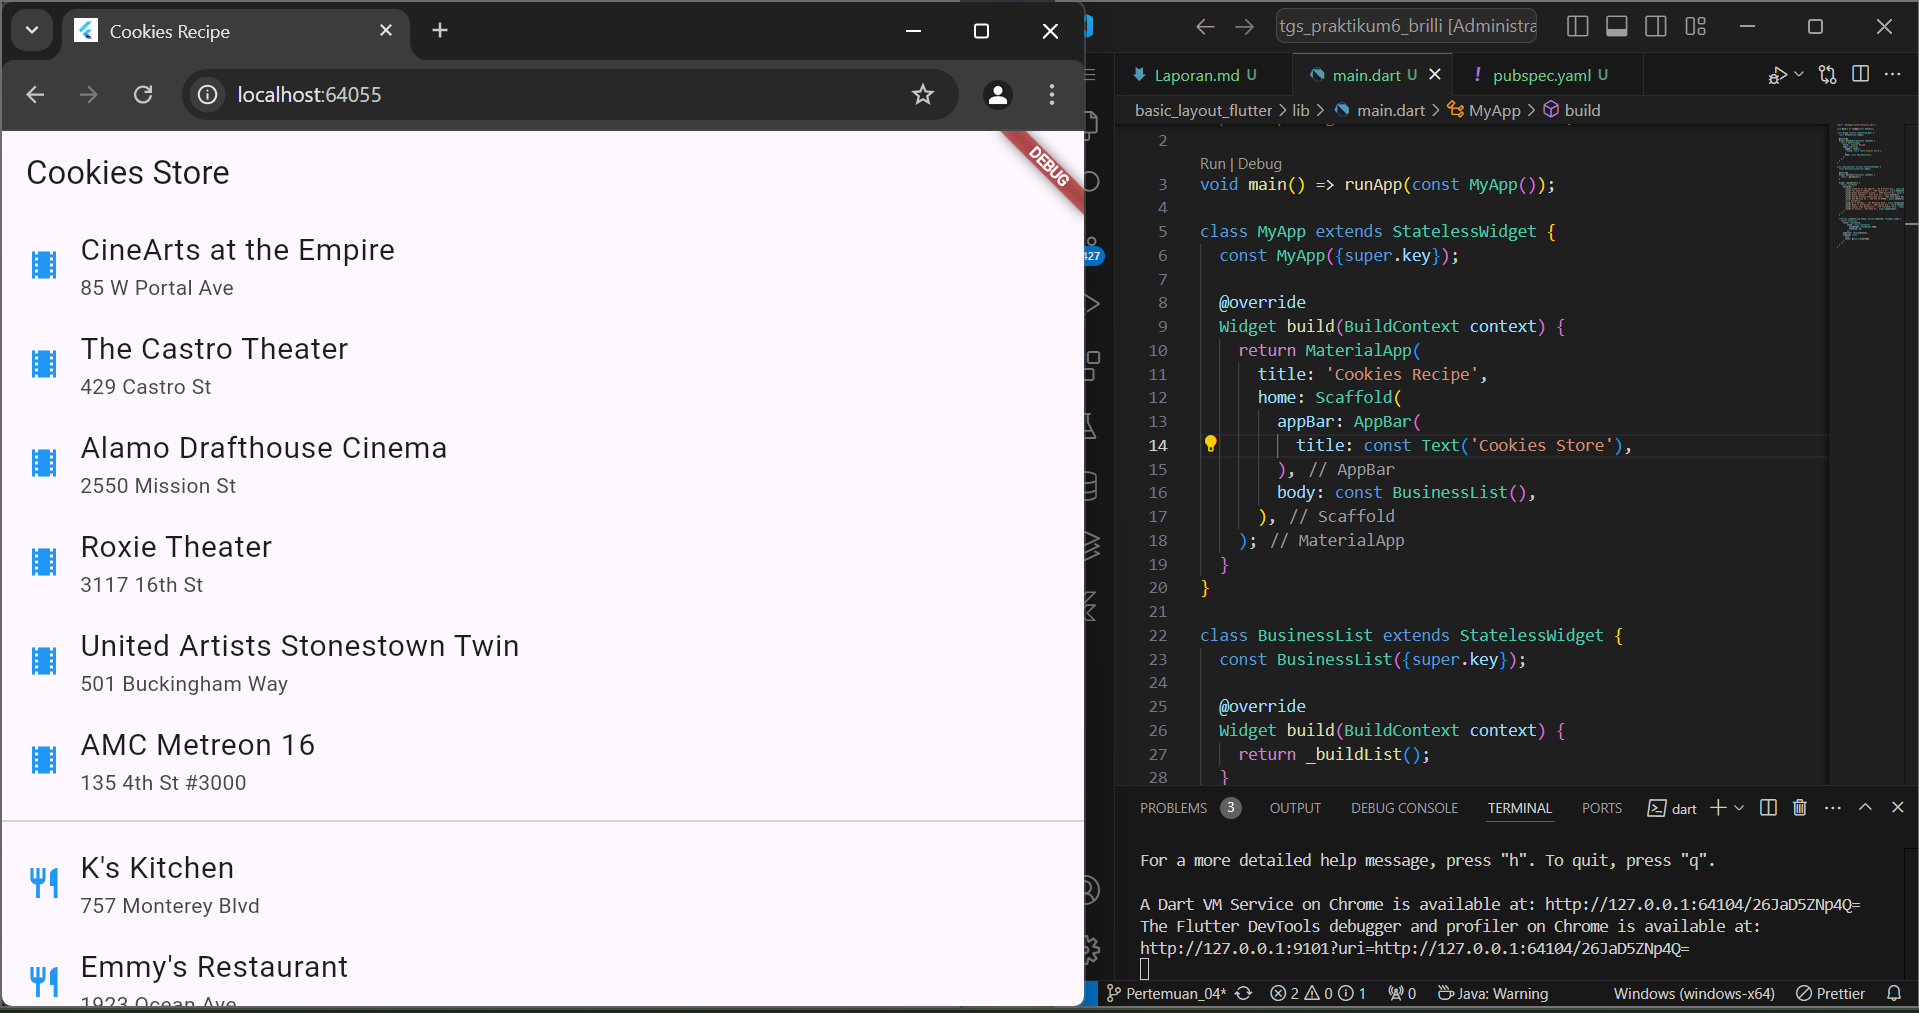 Cookies Recipe
localhost:64055
DEBUG
Cookies Store
CineArts at the Empire
85 W Portal Ave
The Castro Theater
429 Castro St
Alamo Drafthouse Cinema
2550 Mission St
Roxie Theater
3117 16th St
United Artists Stonestown Twin
501 Buckingham Way
AMC Metreon 16
135 4th St #3000
K's Kitchen
757 Monterey Blvd
Emmy's Restaurant
1923 Ocean Ave
tgs_praktikum6_brilli [Administra
Laporan.md U
main.dart U
! pubspec.yaml U
basic_layout_flutter > lib > main.dart > MyApp > build
427
2
Run | Debug
3 void main() => runApp(const MyApp());
4
5 class MyApp extends StatelessWidget {
6 const MyApp({super.key});
7
8 @override
9 Widget build(BuildContext context) {
10 return MaterialApp(
11 title: 'Cookies Recipe',
12 home: Scaffold(
13 appBar: AppBar(
14 title: const Text('Cookies Store'),
15 ), // AppBar
16 body: const BusinessList(),
17 ), // Scaffold
18 ); // MaterialApp
19 }
20 }
21
22 class BusinessList extends StatelessWidget {
23 const BusinessList({super.key});
24
25 @override
26 Widget build(BuildContext context) {
27 return _buildList();
28 }
PROBLEMS 3 OUTPUT DEBUG CONSOLE TERMINAL PORTS dart
For a more detailed help message, press "h". To quit, press "q".
A Dart VM Service on Chrome is available at: http://127.0.0.1:64104/26JaD5ZNp4Q=
The Flutter DevTools debugger and profiler on Chrome is available at:
http://127.0.0.1:9101?uri=http://127.0.0.1:64104/26JaD5ZNp4Q=
Pertemuan_04* 2 0 1 0 Java: Warning Windows (windows-x64) Prettier